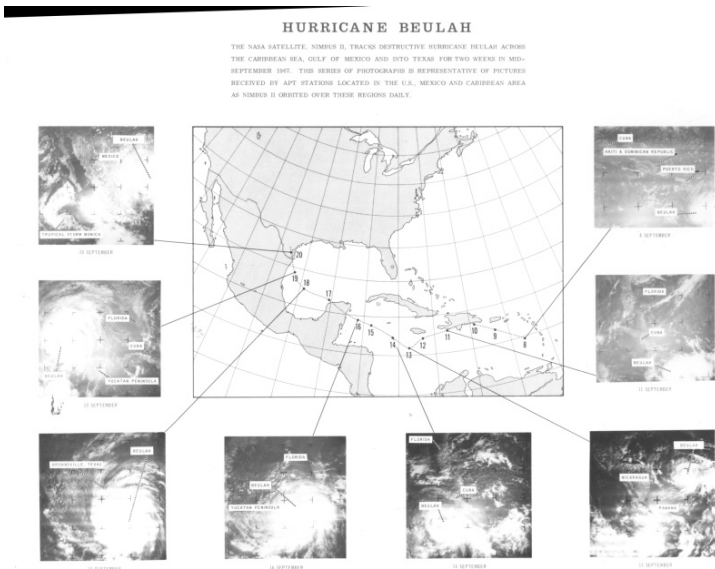 HURRICANE BEULAH
THE NASA SATELLITE, NIMBUS II, TRACKS DESTRUCTIVE HURRICANE BEULAH ACROSS
THE CARIBBEAN SEA, GULF OF MEXICO AND INTO TEXAS FOR TWO WEEKS IN MID-
SEPTEMBER 1967. THIS SERIES OF PHOTOGRAPHS IS REPRESENTATIVE OF PICTURES
RECEIVED BY APT STATIONS LOCATED IN THE U.S., MEXICO AND CARIBBEAN AREA
AS NIMBUS II ORBITED OVER THESE REGIONS DAILY.
BEULAH
MEXICO
TROPICAL STORM MONICA
SEPTEMBER
CUBA
HAITI & DOMINICAN REPUBLIC
PUERTO RICO
BEULAH
8 SEPTEMBER
20
19
18
17
16
15
14
13
12
11
10
9
8
FLORIDA
CUBA
BEULAH
YUCATAN PENINSULA
SEPTEMBER
FLORIDA
CUBA
BEULAH
SEPTEMBER
BEULAH
BROWNSVILLE, TEXAS
SEPTEMBER
FLORIDA
BEULAH
YUCATAN PENINSULA
16 SEPTEMBER
FLORIDA
CUBA
BEULAH
14 SEPTEMBER
BEULAH
NICARAGUA
PANAMA
SEPTEMBER